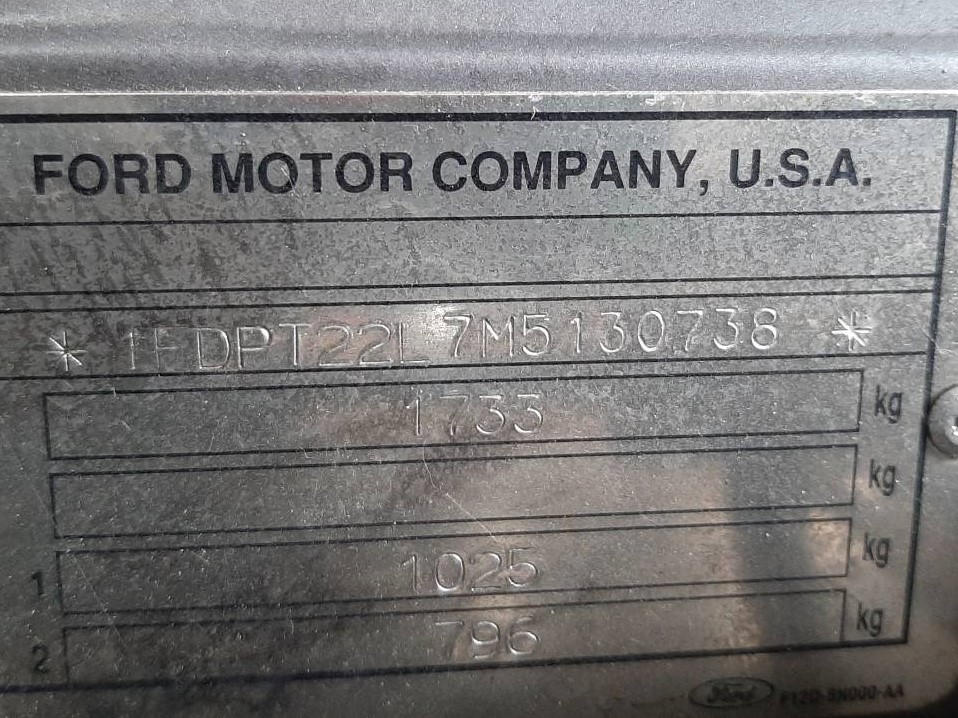 FORD MOTOR COMPANY, U.S.A.
* 1FDPT22L7M5130738 *
1733 kg
kg
1 1025 kg
2 796 kg
Ford